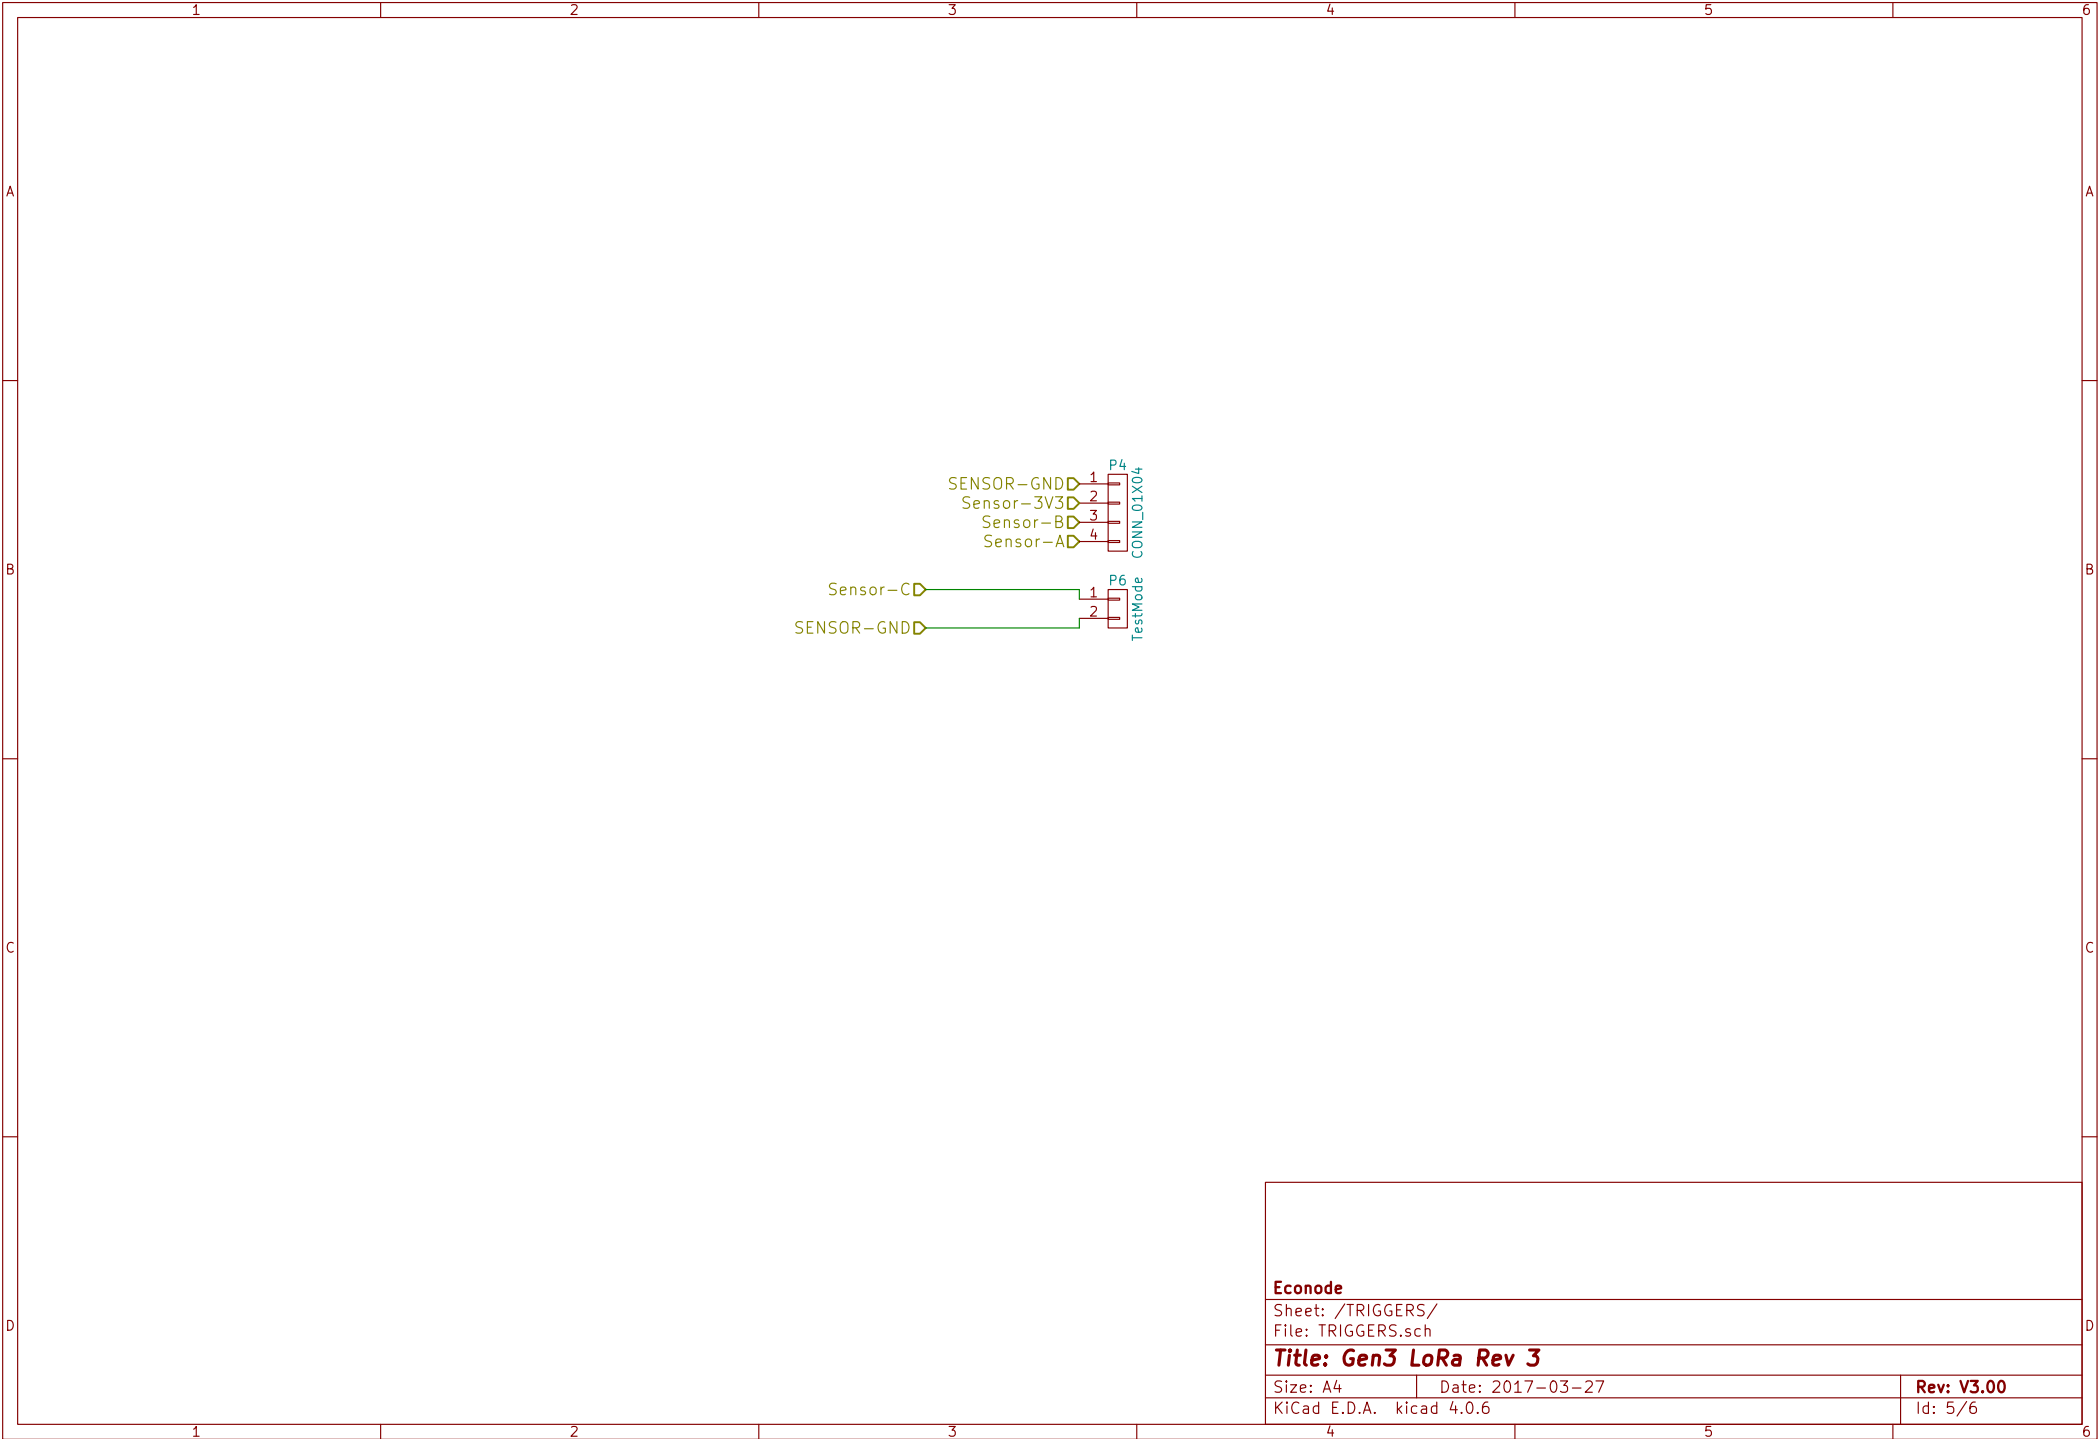 1 2 3 4 5 6
A A
P4
SENSOR-GND 1
Sensor-3V3 2
Sensor-B 3
Sensor-A 4
CONN_01X04
B B
P6
Sensor-C 1
SENSOR-GND 2
TestMode
C C
Econode
Sheet: /TRIGGERS/
D D
File: TRIGGERS.sch
Title: Gen3 LoRa Rev 3
Size: A4 Date: 2017-03-27 Rev: V3.00
KiCad E.D.A. kicad 4.0.6 Id: 5/6
1 2 3 4 5 6